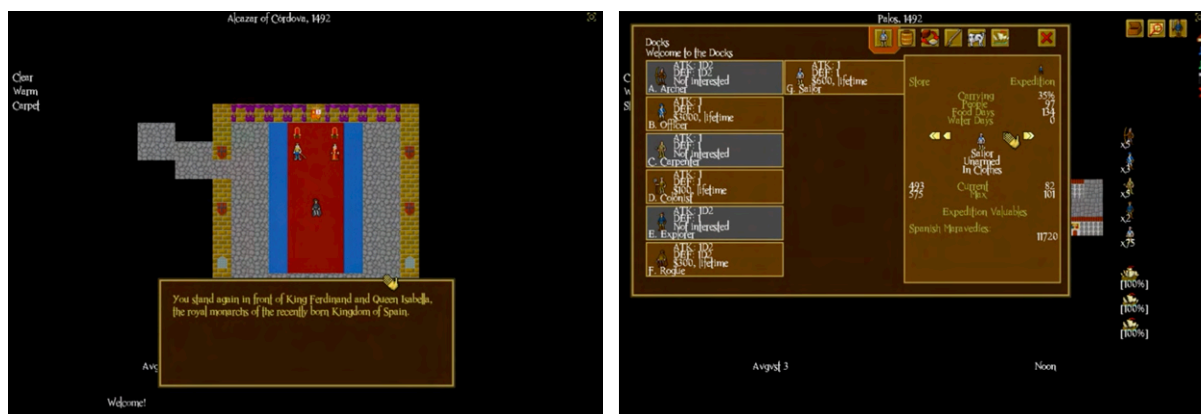 Alcazar of Cordova, 1492
Clear
Warm
Carpet
You stand again in front of King Ferdinand and Queen Isabella,
the royal monarchs of the recently born Kingdom of Spain.
Avgv
Welcome!
Palos, 1492
Docks
Welcome to the Docks
ATK: 1D2
DEF: 1D2
Not interested
A. Archer
ATK: 1
DEF: 1
$3000, lifetime
B. Officer
ATK: 1
DEF: 1
Not interested
C. Carpenter
ATK: 1
DEF: 1
$100, lifetime
D. Colonist
ATK: 1D2
DEF: 1
Not interested
E. Explorer
ATK: 1D2
DEF: 1D2
$300, lifetime
F. Rogue
ATK: 1
DEF: 1
$600, lifetime
G. Sailor
Store Expedition
Carrying 35%
People 97
Food Days 134
Water Days 0
Sailor
Unarmed
In Clothes
493 Current 82
575 Max 101
Expedition Valuables
Spanish Maravedies: 11720
x5
x3
x5
x2
x75
[100%]
[100%]
[100%]
Avgvst 3
Noon